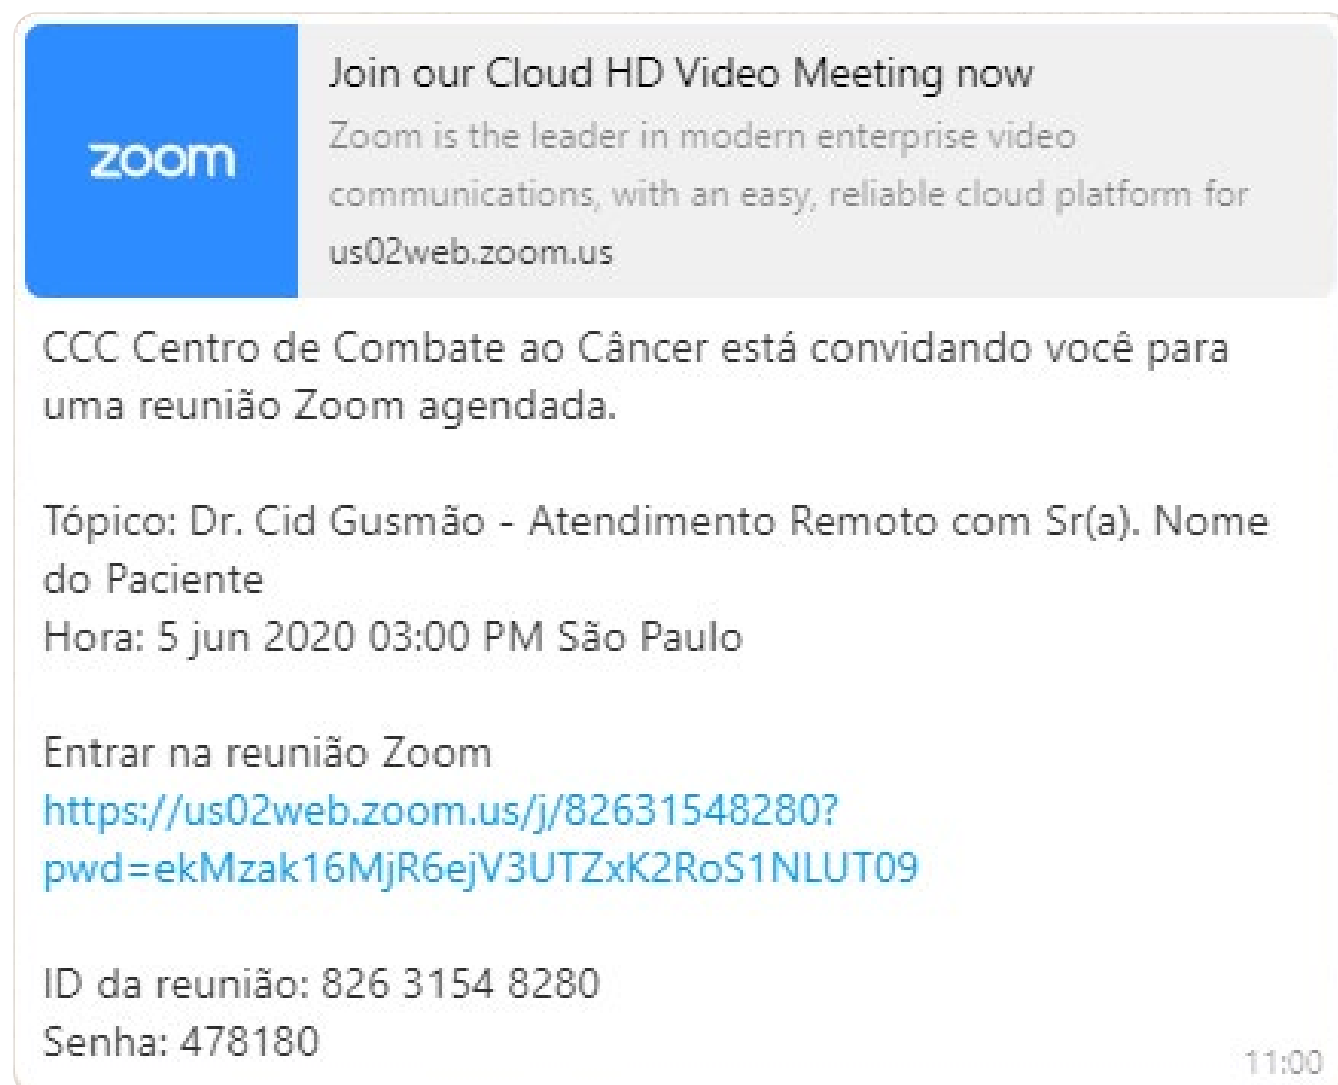 zoom
Join our Cloud HD Video Meeting now
Zoom is the leader in modern enterprise video
communications, with an easy, reliable cloud platform for
us02web.zoom.us
CCC Centro de Combate ao Câncer está convidando você para
uma reunião Zoom agendada.
Tópico: Dr. Cid Gusmão - Atendimento Remoto com Sr(a). Nome
do Paciente
Hora: 5 jun 2020 03:00 PM São Paulo
Entrar na reunião Zoom
https://us02web.zoom.us/j/82631548280?
pwd=ekMzak16MjR6ejV3UTZxK2RoS1NLUT09
ID da reunião: 826 3154 8280
Senha: 478180
11:00